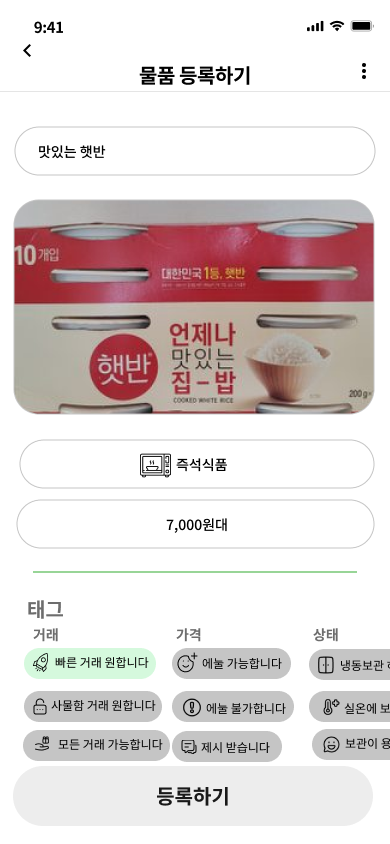 9:41
물품 등록하기
맛있는 햇반
10개입
대한민국 1등, 햇반
언제나
햇반
맛있는
집-밥
COOKED WHITE RICE
200 g
즉석식품
7,000원대
태그
거래 가격 상태
빠른 거래 원합니다 에눌 가능합니다 냉동보관
사물함 거래 원합니다 에눌 불가합니다 실온에
모든 거래 가능합니다 제시 받습니다 보관이
등록하기